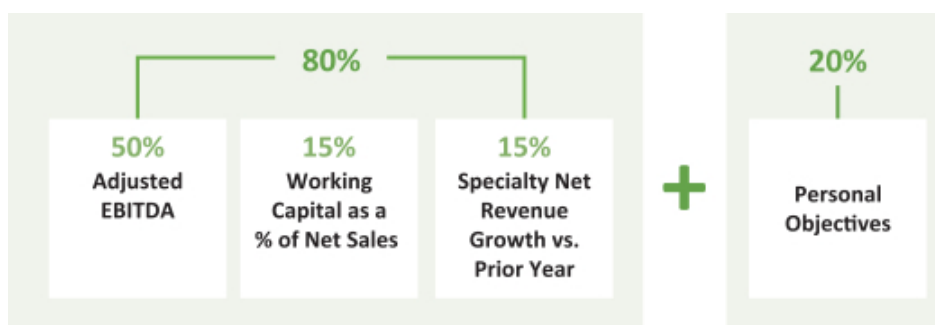 80%
50%
Adjusted
EBITDA
15%
Working
Capital as a
% of Net Sales
15%
Specialty Net
Revenue
Growth vs.
Prior Year
+
20%
Personal
Objectives